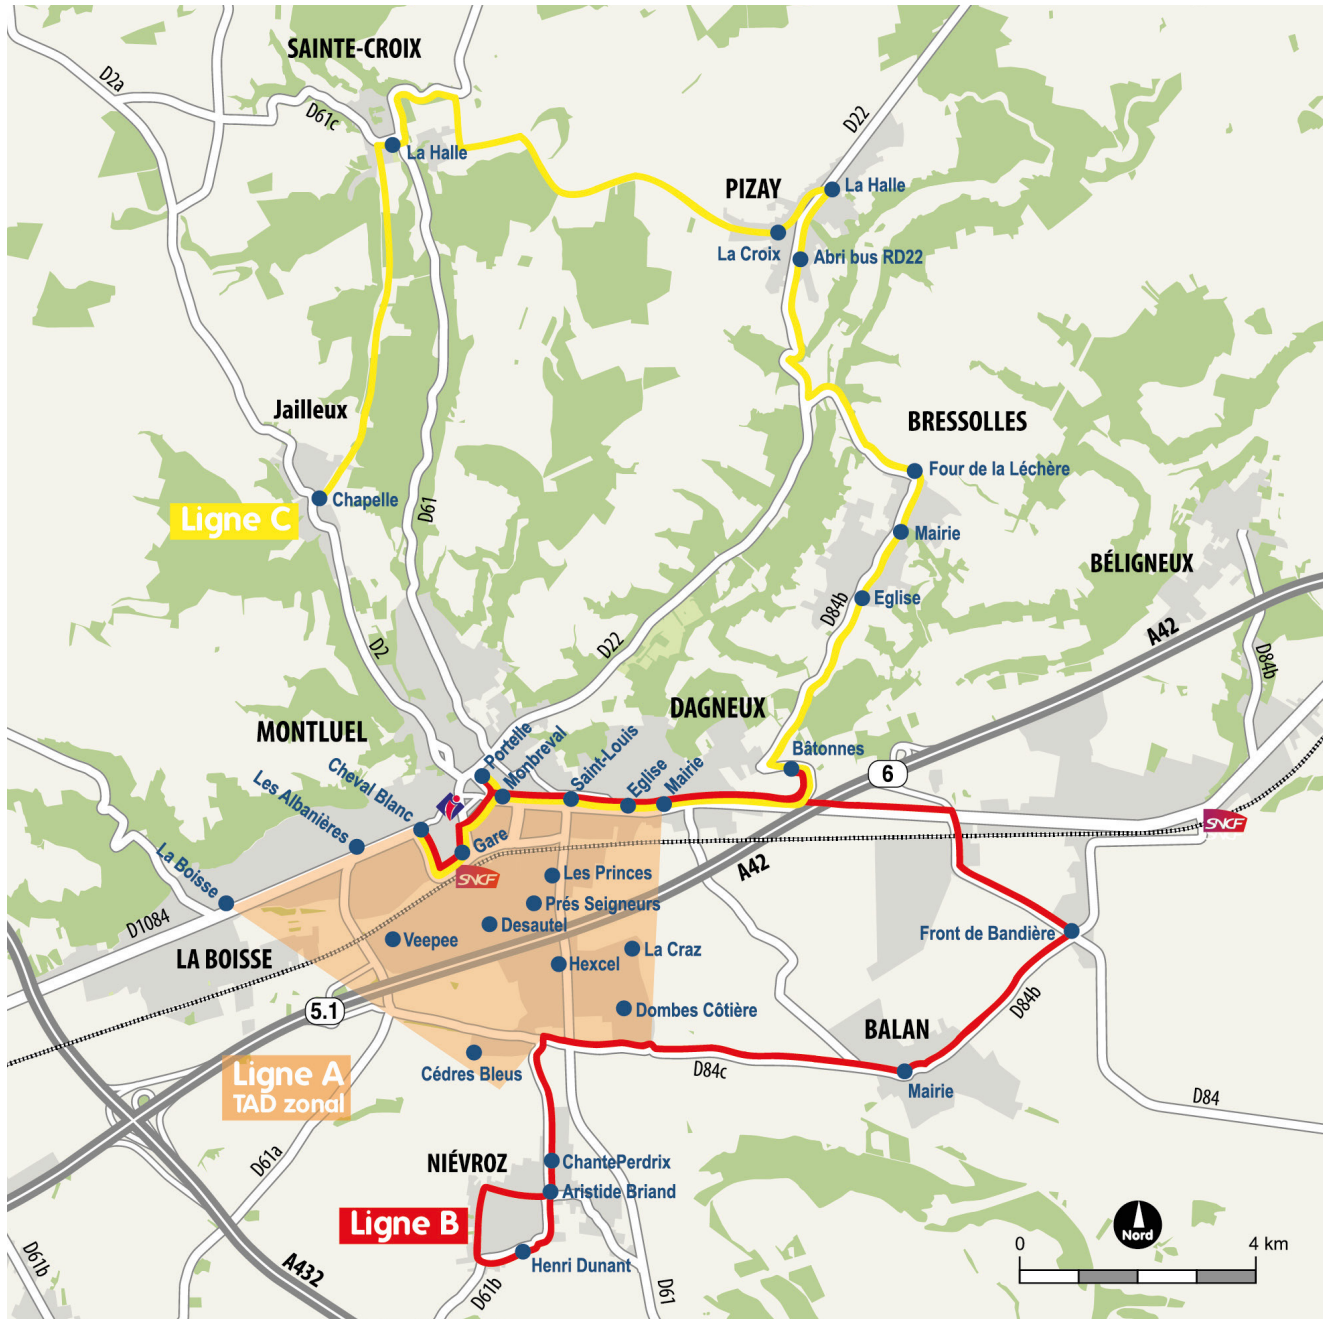 SAINTE-CROIX
D2a
D61c
D22
La Halle
PIZAY
La Halle
La Croix
Abri bus RD22
Jailleux
BRESSOLLES
Four de la Léchère
Chapelle
D61
Ligne C
Mairie
BÉLIGNEUX
Eglise
D84b
A42
D2
D22
D84b
DAGNEUX
MONTLUEL
Portelle
Monbreval
Saint-Louis
Eglise
Mairie
Bâtonnes
6
Cheval Blanc
Les Albanières
Gare
SNCF
SNCF
La Boisse
Les Princes
A42
D1084
Prés Seigneurs
Desautel
Veepee
Front de Bandière
LA BOISSE
La Craz
Hexcel
5.1
Dombes Côtière
D84b
BALAN
Ligne A
TAD zonal
Cédres Bleus
D84c
Mairie
D84
D61a
NIÉVROZ
ChantePerdrix
Aristide Briand
Ligne B
Nord
Henri Dunant
0
4 km
D61b
A432
D61b
D61